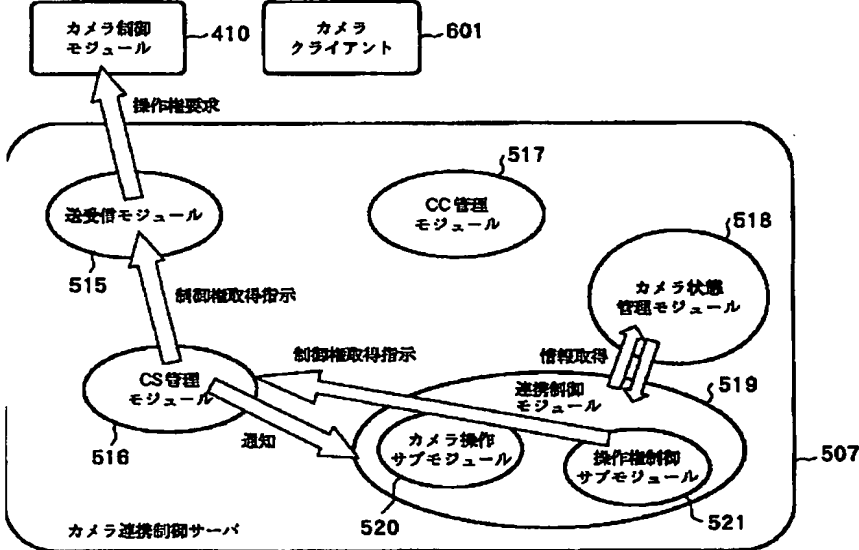 カメラ制御
モジュール
410
カメラ
クライアント
601
操作権要求
517
CC管理
モジュール
送受信モジュール
518
515
カメラ状態
管理モジュール
制御権取得指示
制御権取得指示
情報取得
CS管理
モジュール
連携制御
モジュール
519
通知
カメラ操作
サブモジュール
操作権制御
サブモジュール
507
516
520
521
カメラ連携制御サーバ